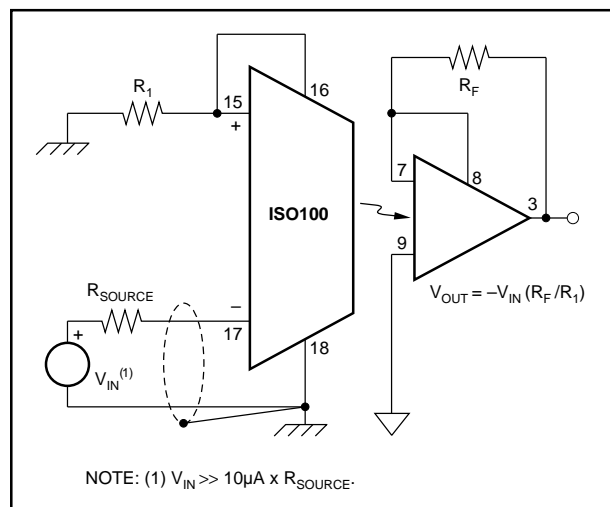 R1
15
16
+
ISO100
RF
7
8
3
9
VOUT = –VIN (RF /R1)
RSOURCE
–
17
18
+
VIN(1)
NOTE: (1) VIN >> 10µA x RSOURCE.